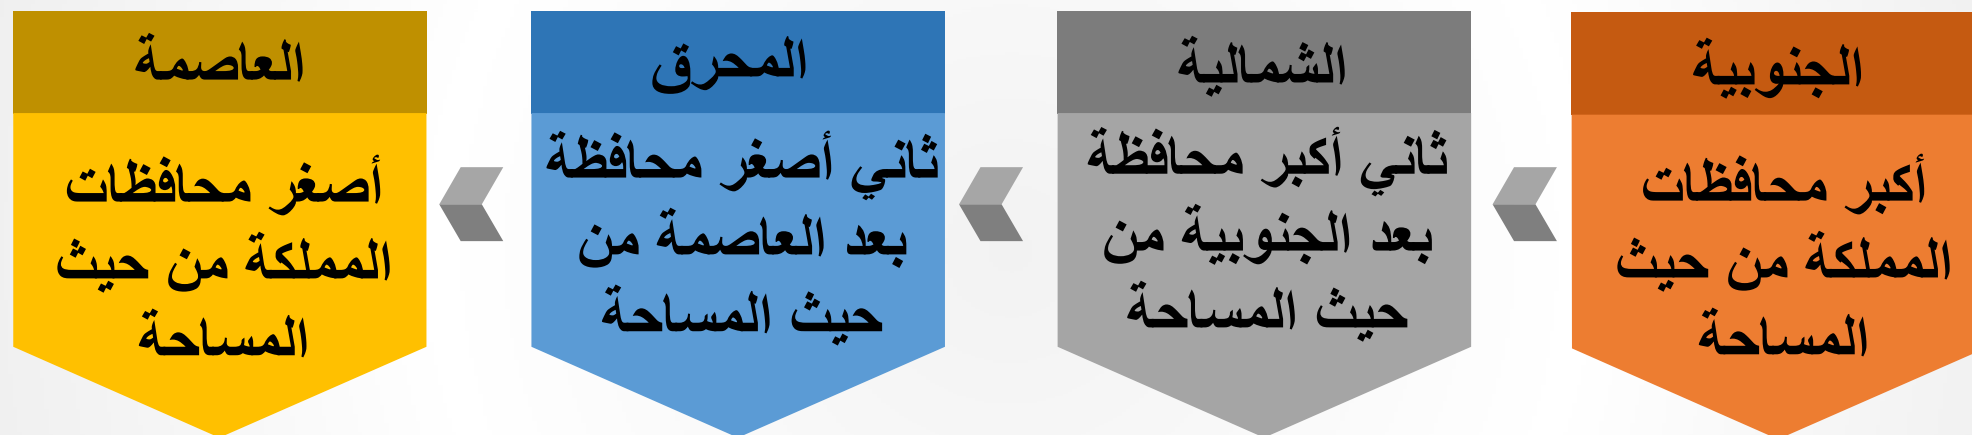 الجنوبية
أكبر محافظات
المملكة من حيث
المساحة
الشمالية
ثاني أكبر محافظة
بعد الجنوبية من
حيث المساحة
المحرق
ثاني أصغر محافظة
بعد العاصمة من
حيث المساحة
العاصمة
أصغر محافظات
المملكة من حيث
المساحة